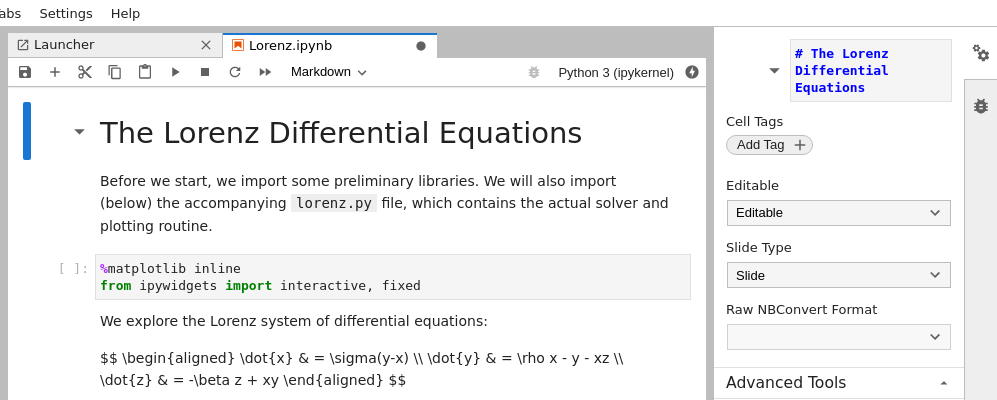 abs Settings Help
Launcher
Lorenz.ipynb
Markdown
Python 3 (ipykernel)
The Lorenz Differential Equations
Before we start, we import some preliminary libraries. We will also import
(below) the accompanying lorenz.py file, which contains the actual solver and
plotting routine.
[ ]:
%matplotlib inline
from ipywidgets import interactive, fixed
We explore the Lorenz system of differential equations:
$$ \begin{aligned} \dot{x} & = \sigma(y-x) \\ \dot{y} & = \rho x - y - xz \\
\dot{z} & = -\beta z + xy \end{aligned} $$
# The Lorenz
Differential
Equations
Cell Tags
Add Tag
Editable
Editable
Slide Type
Slide
Raw NBConvert Format
Advanced Tools